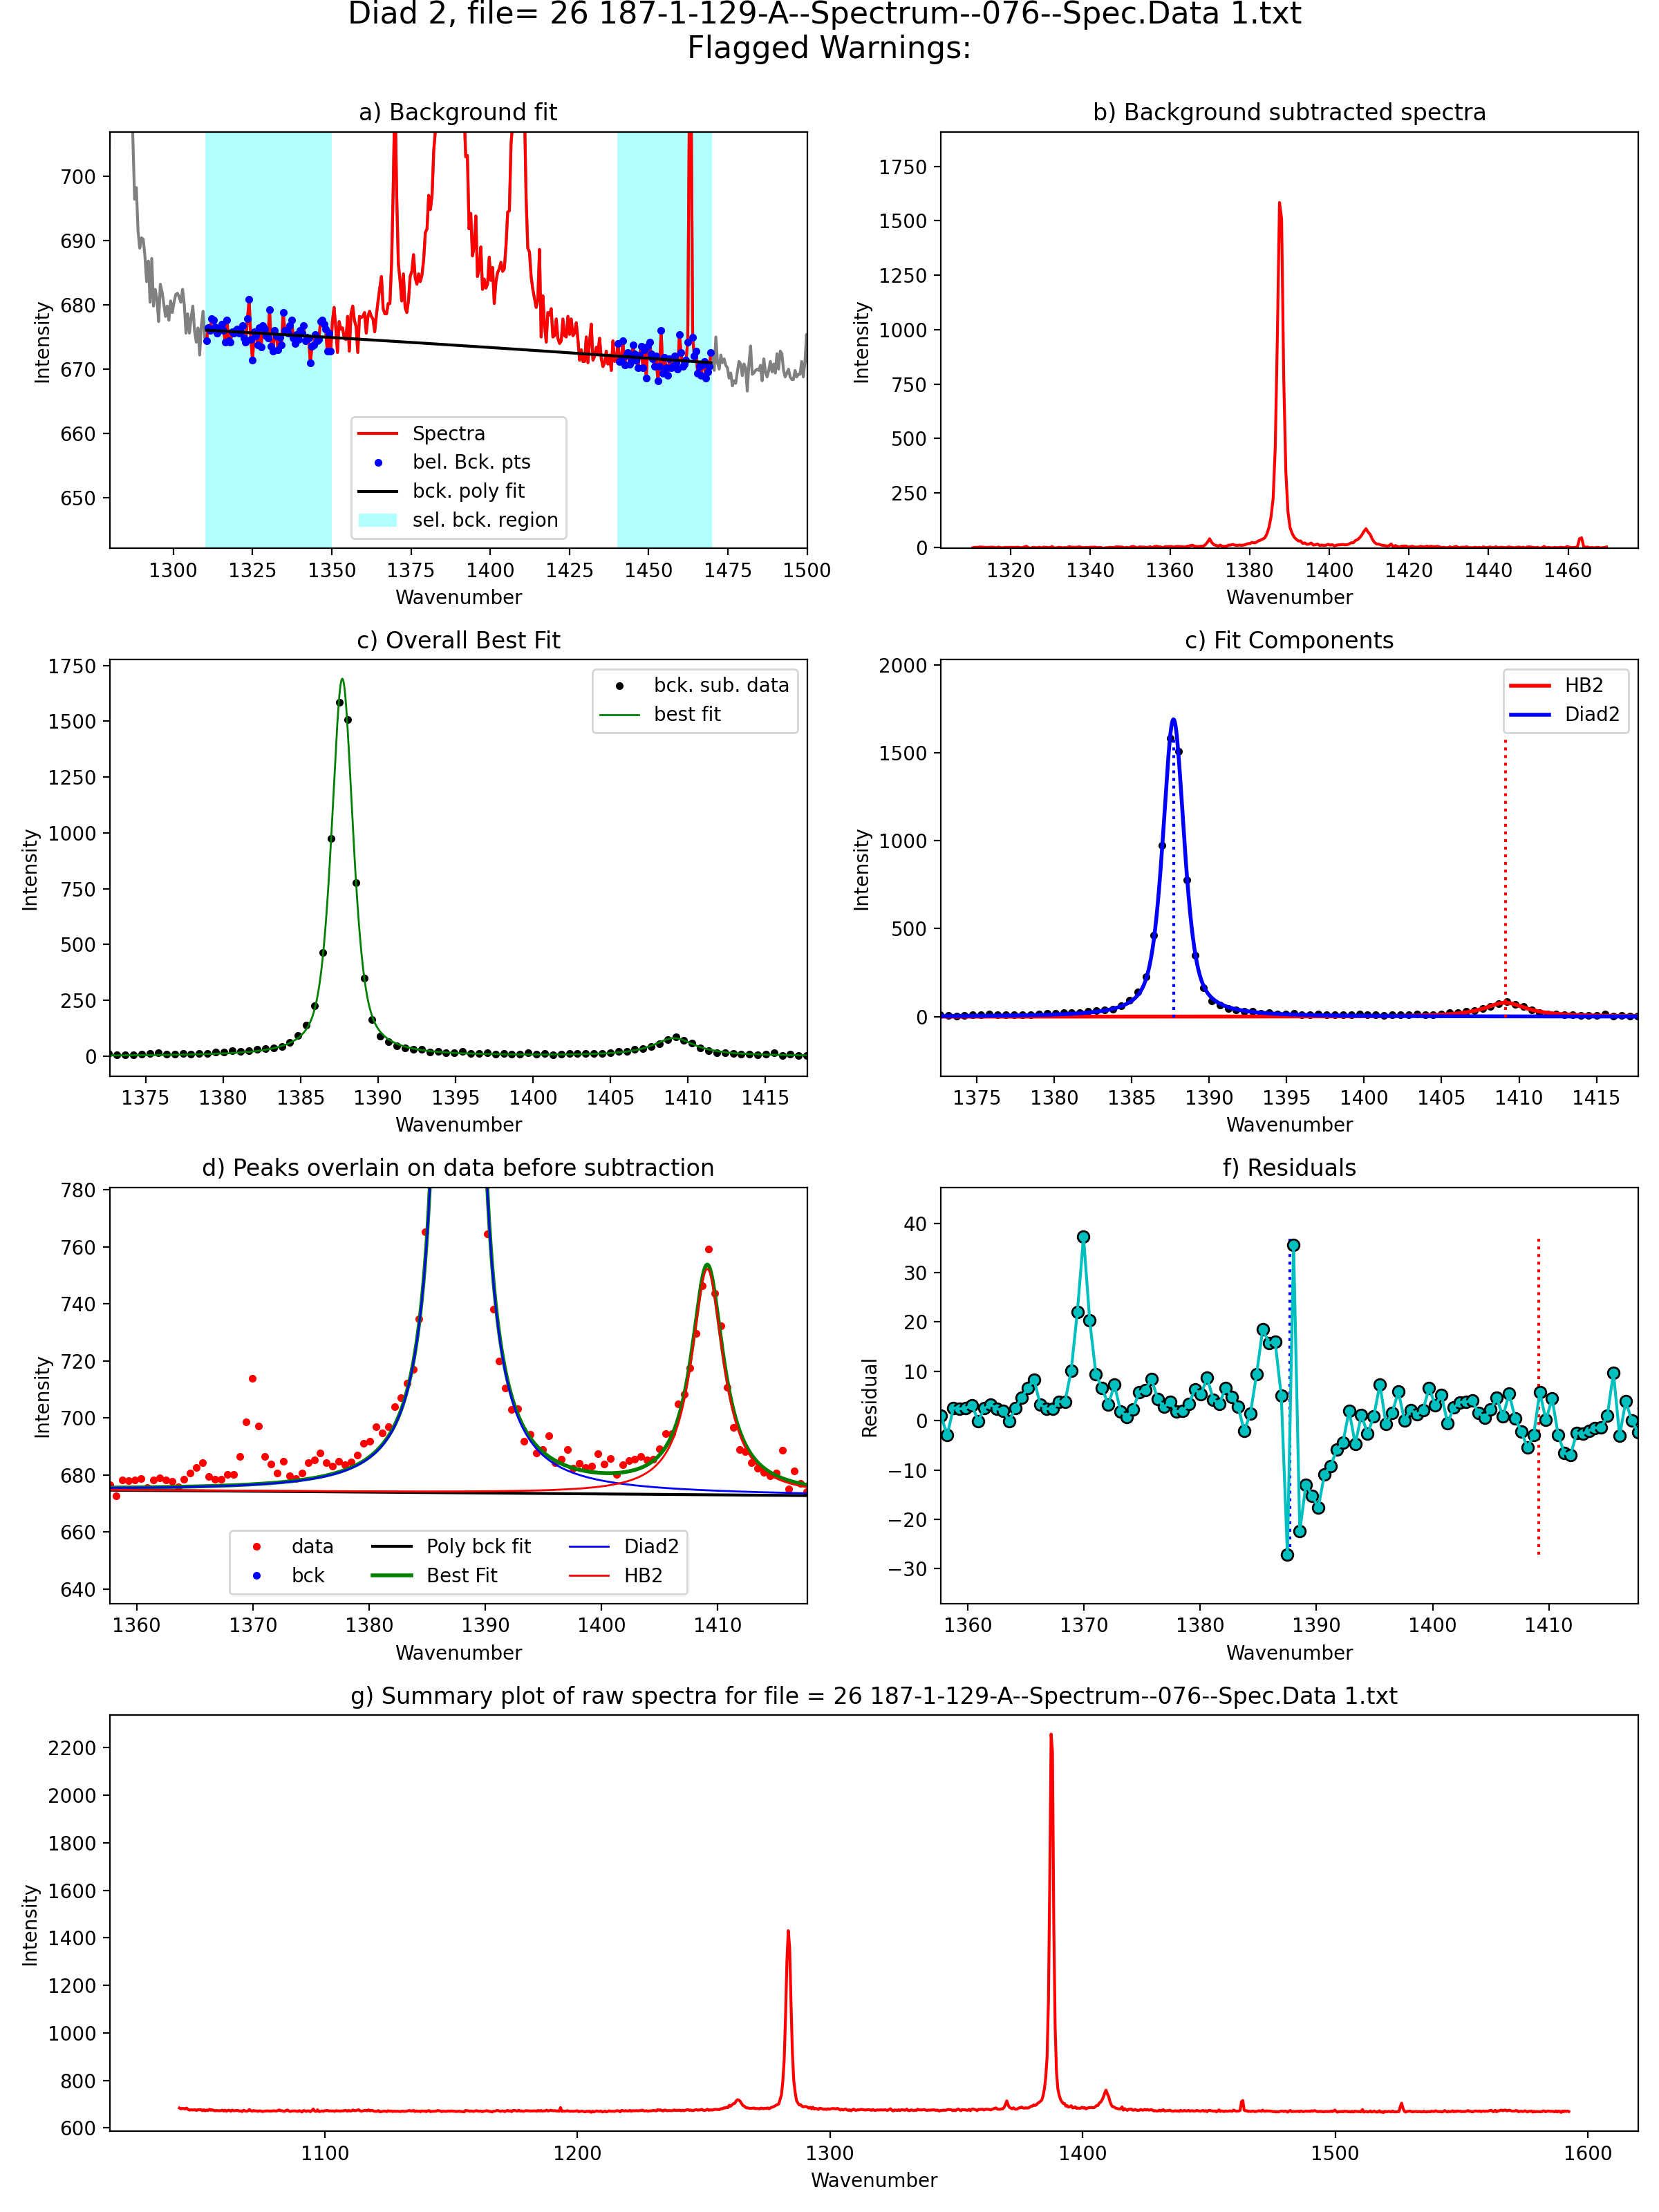 Diad 2, file= 26 187-1-129-A--Spectrum--076--Spec.Data 1.txt
Flagged Warnings:
a) Background fit
700
690
680
670
660
650
Intensity
Spectra
bel. Bck. pts
bck. poly fit
sel. bck. region
1300 1325 1350 1375 1400 1425 1450 1475 1500
Wavenumber
b) Background subtracted spectra
1750
1500
1250
1000
750
500
250
0
Intensity
1320 1340 1360 1380 1400 1420 1440 1460
Wavenumber
c) Overall Best Fit
1750
1500
1250
1000
750
500
250
0
Intensity
bck. sub. data
best fit
1375 1380 1385 1390 1395 1400 1405 1410 1415
Wavenumber
c) Fit Components
2000
1500
1000
500
0
Intensity
HB2
Diad2
1375 1380 1385 1390 1395 1400 1405 1410 1415
Wavenumber
d) Peaks overlain on data before subtraction
780
760
740
720
700
680
660
640
Intensity
data Poly bck fit Diad2
bck Best Fit HB2
1360 1370 1380 1390 1400 1410
Wavenumber
f) Residuals
40
30
20
10
0
−10
−20
−30
Residual
1360 1370 1380 1390 1400 1410
Wavenumber
g) Summary plot of raw spectra for file = 26 187-1-129-A--Spectrum--076--Spec.Data 1.txt
2200
2000
1800
1600
1400
1200
1000
800
600
Intensity
1100 1200 1300 1400 1500 1600
Wavenumber